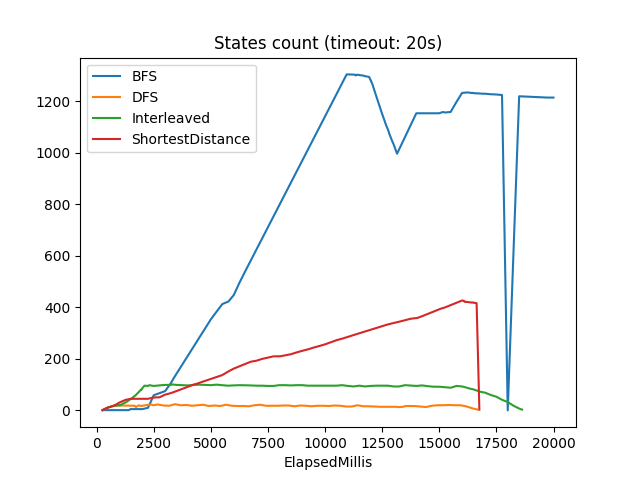 States count (timeout: 20s)
BFS
DFS
Interleaved
ShortestDistance
1200
1000
800
600
400
200
0
0 2500 5000 7500 10000 12500 15000 17500 20000
ElapsedMillis